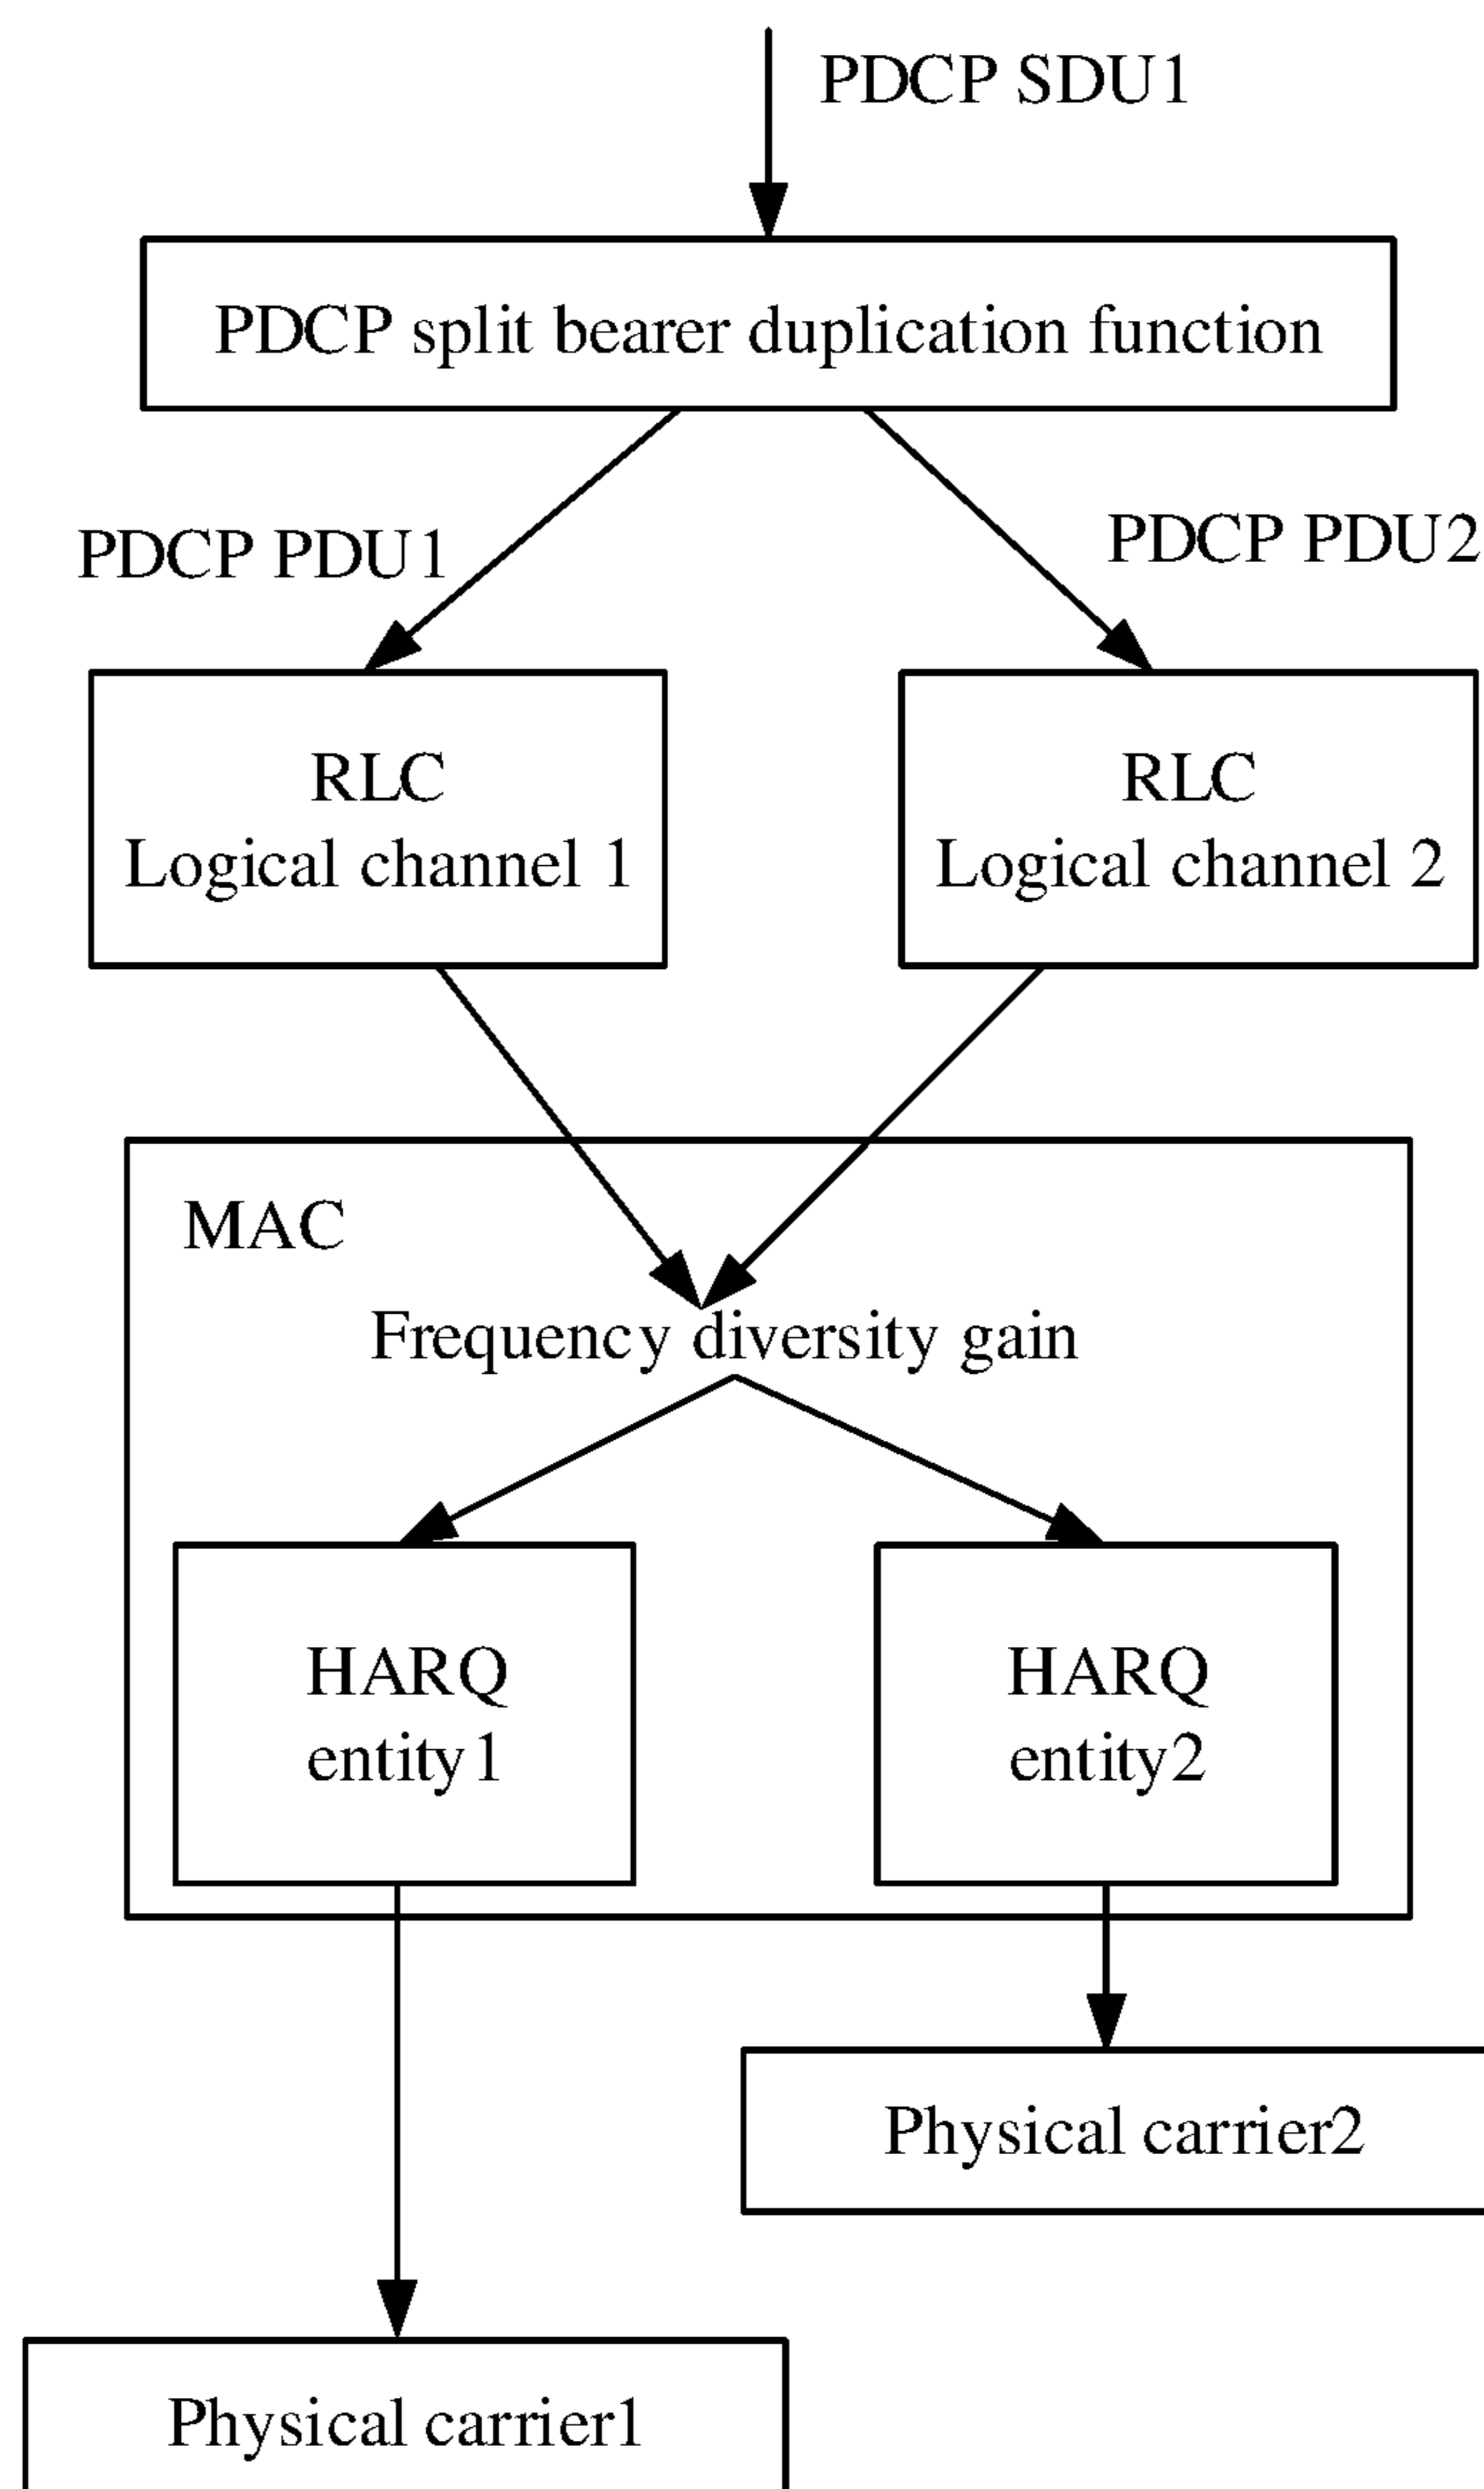 PDCP SDU1
PDCP split bearer duplication function
PDCP PDU1
PDCP PDU2
RLC
Logical channel 1
RLC
Logical channel 2
MAC
Frequency diversity gain
HARQ
entity1
HARQ
entity2
Physical carrier2
Physical carrier1